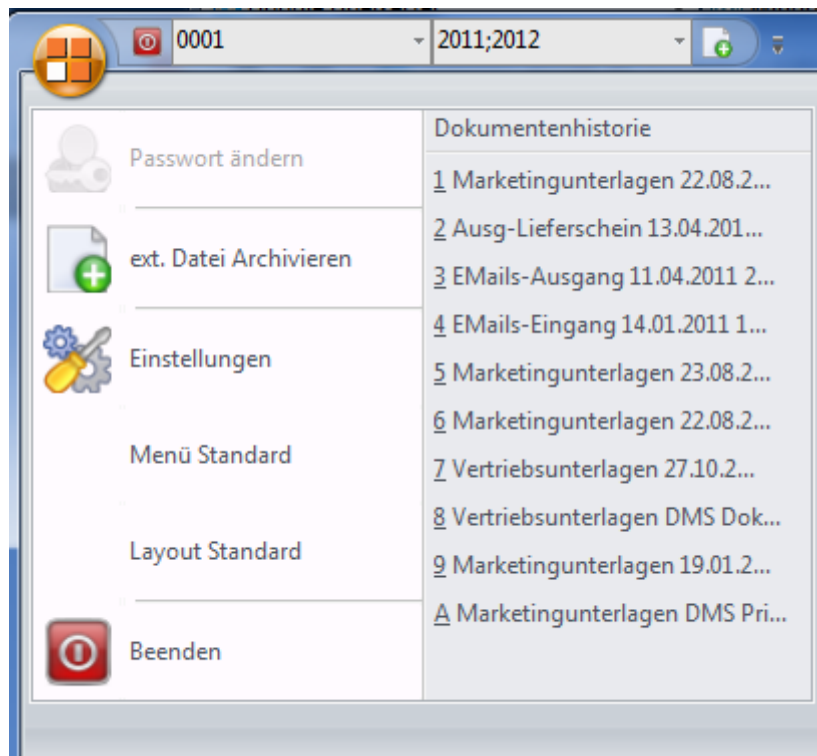 0001
2011;2012
Passwort ändern
ext. Datei Archivieren
Einstellungen
Menü Standard
Layout Standard
Beenden
Dokumentenhistorie
1 Marketingunterlagen 22.08.2...
2 Ausg-Lieferschein 13.04.201...
3 EMails-Ausgang 11.04.2011 2...
4 EMails-Eingang 14.01.2011 1...
5 Marketingunterlagen 23.08.2...
6 Marketingunterlagen 22.08.2...
7 Vertriebsunterlagen 27.10.2...
8 Vertriebsunterlagen DMS Dok...
9 Marketingunterlagen 19.01.2...
A Marketingunterlagen DMS Pri...